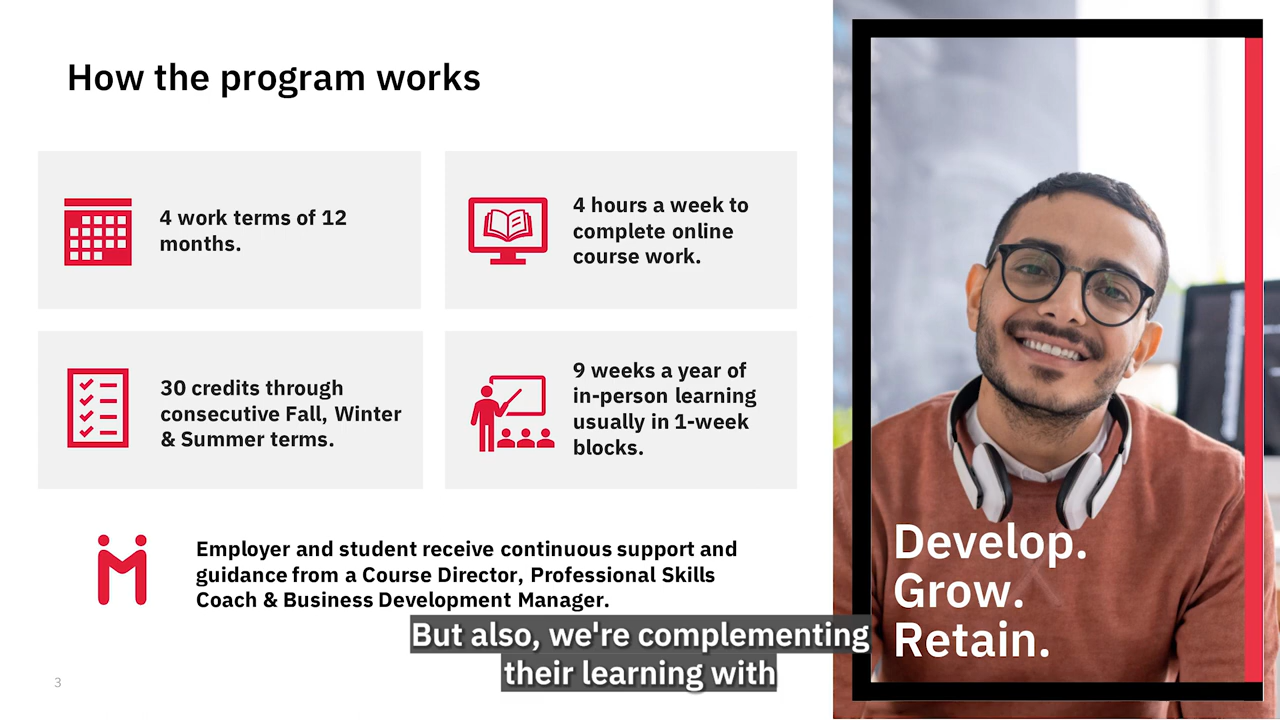 How the program works
4 work terms of 12
months.
4 hours a week to
complete online
course work.
30 credits through
consecutive Fall, Winter
& Summer terms.
9 weeks a year of
in-person learning
usually in 1-week
blocks.
Employer and student receive continuous support and
guidance from a Course Director, Professional Skills
Coach & Business Development Manager.
Develop.
Grow.
Retain.
But also, we're complementing
their learning with
3